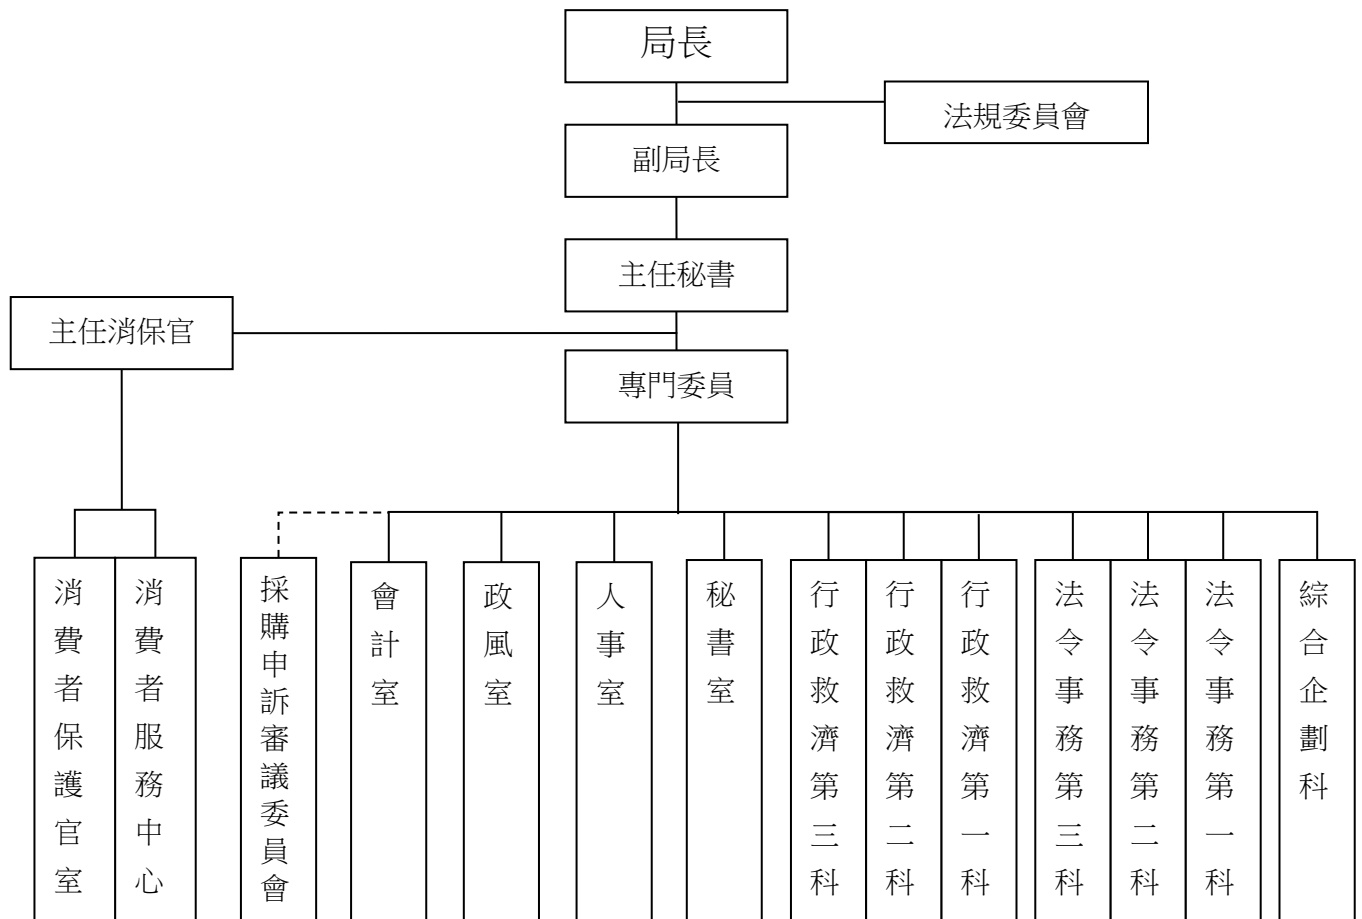 局長
法規委員會
副局長
主任秘書
主任消保官
專門委員
消費者保護官室
消費者服務中心
採購申訴審議委員會
會計室
政風室
人事室
秘書室
行政救濟第三科
行政救濟第二科
行政救濟第一科
法令事務第三科
法令事務第二科
法令事務第一科
綜合企劃科